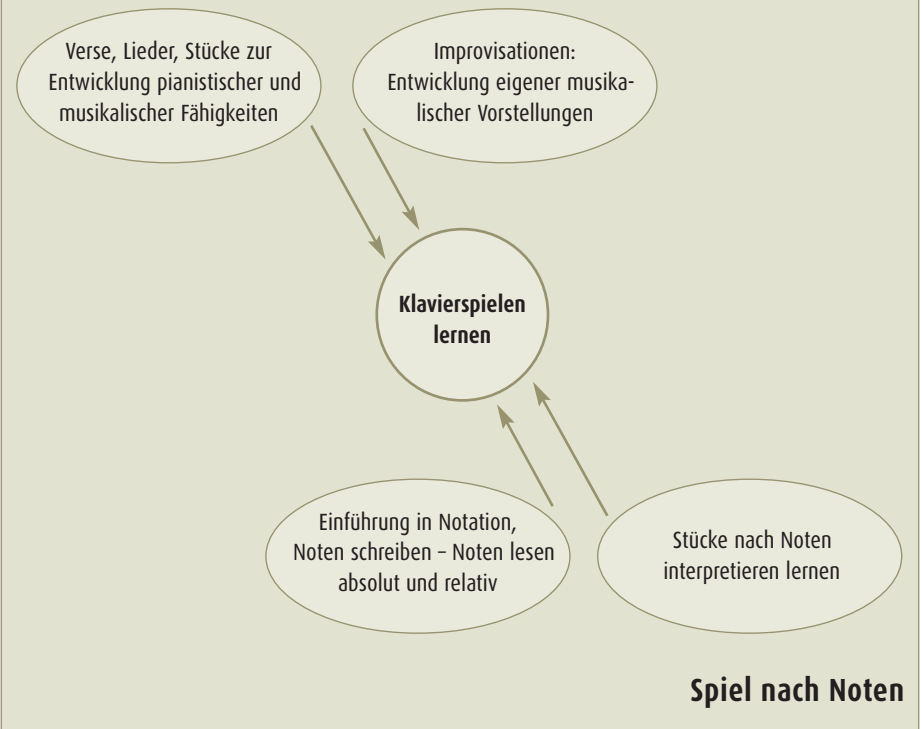 Verse, Lieder, Stücke zur
Entwicklung pianistischer und
musikalischer Fähigkeiten
Improvisationen:
Entwicklung eigener musika-
lischer Vorstellungen
Klavierspielen
lernen
Einführung in Notation,
Noten schreiben – Noten lesen
absolut und relativ
Stücke nach Noten
interpretieren lernen
Spiel nach Noten